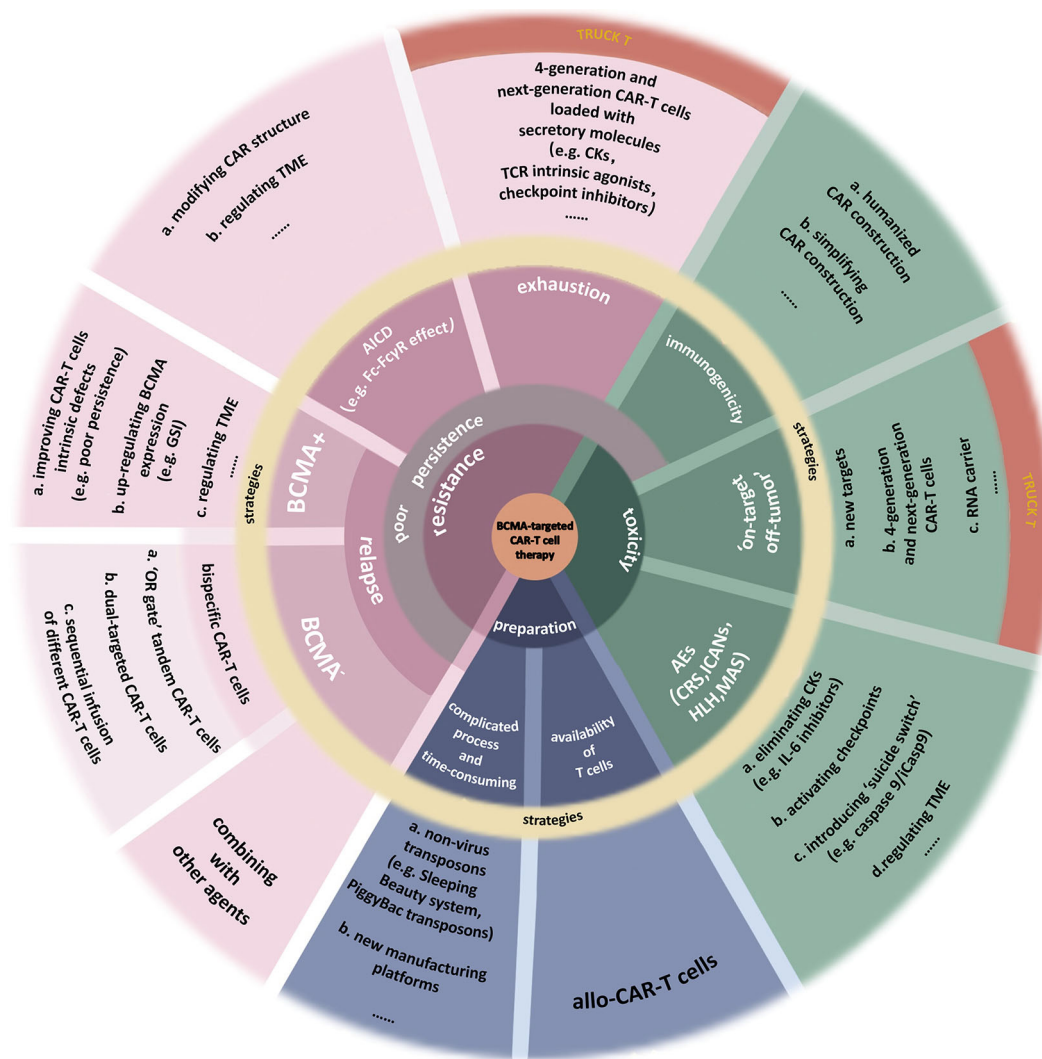 TRUCK T
4-generation and
next-generation CAR-T cells
loaded with
secretory molecules
(e.g. CKs,
TCR intrinsic agonists,
checkpoint inhibitors)
......
a. humanized
CAR construction
b. simplifying
CAR construction
......
TRUCK T
a. new targets
b. 4-generation
and next-generation
CAR-T cells
c. RNA carrier
......
a. eliminating CKs
(e.g. IL-6 inhibitors)
b. activating checkpoints
c. introducing 'suicide switch'
(e.g. caspase 9/iCasp9)
d.regulating TME
......
allo-CAR-T cells
a. non-virus
transposons
(e.g. Sleeping
Beauty system,
PiggyBac transposons)
b. new manufacturing
platforms
......
combining
with
other agents
bispecific CAR-T cells
a. 'OR gate' tandem CAR-T cells
b. dual-targeted CAR-T cells
c. sequential infusion
of different CAR-T cells
a. improving CAR-T cells
intrinsic defects
(e.g. poor persistence)
b. up-regulating BCMA
expression
(e.g. GSI)
c. regulating TME
......
a. modifying CAR structure
b. regulating TME
......
strategies
strategies
strategies
exhaustion
immunogenicity
'on-target'
off-tumor'
AEs
(CRS,ICANs,
HLH,MAS)
availability
of
T cells
complicated
process
and
time-consuming
BCMA-
BCMA+
relapse
AICD
(e.g. Fc-FcγR effect)
poor persistence
resistance
toxicity
preparation
BCMA-targeted
CAR-T cell
therapy